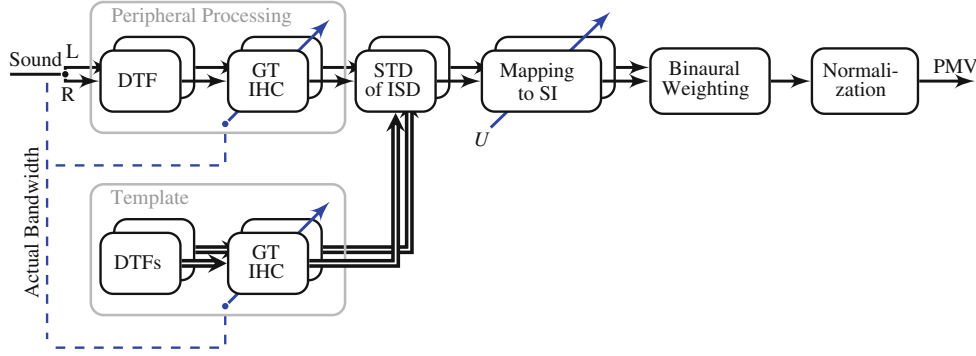 Peripheral Processing
Sound
L
R
DTF
GT
IHC
STD
of ISD
Mapping
to SI
U
Binaural
Weighting
Normali-
zation
PMV
Actual Bandwidth
Template
DTFs
GT
IHC